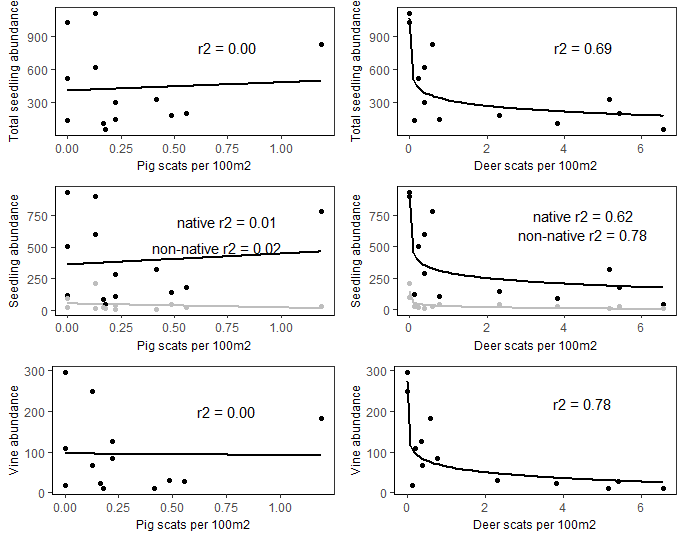 Total seedling abundance
900
600
300
r2 = 0.00
0.00 0.25 0.50 0.75 1.00
Pig scats per 100m2
Total seedling abundance
900
600
300
r2 = 0.69
0 2 4 6
Deer scats per 100m2
Seedling abundance
750
500
250
0
native r2 = 0.01
non-native r2 = 0.02
0.00 0.25 0.50 0.75 1.00
Pig scats per 100m2
Seedling abundance
750
500
250
0
native r2 = 0.62
non-native r2 = 0.78
0 2 4 6
Deer scats per 100m2
Vine abundance
300
200
100
0
r2 = 0.00
0.00 0.25 0.50 0.75 1.00
Pig scats per 100m2
Vine abundance
300
200
100
0
r2 = 0.78
0 2 4 6
Deer scats per 100m2